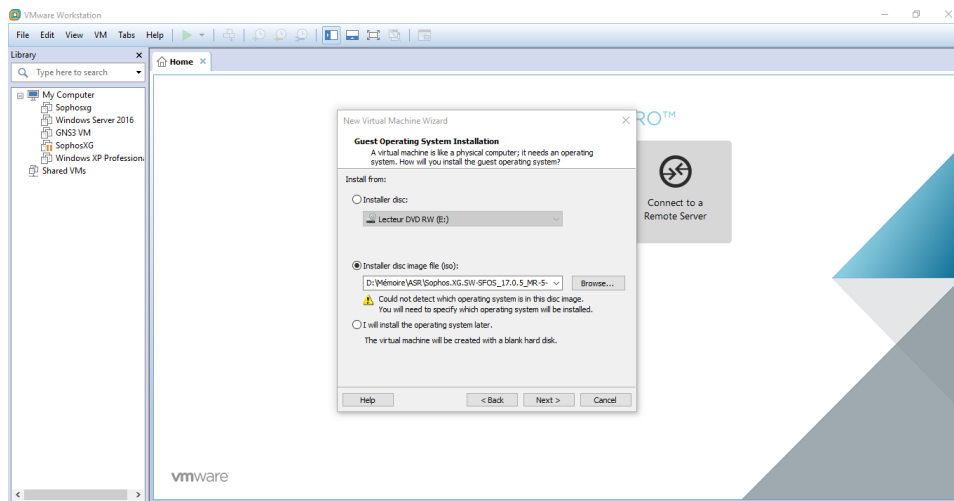 VMware Workstation
File Edit View VM Tabs Help
Library
Type here to search
My Computer
Sophosxg
Windows Server 2016
GNS3 VM
SophosXG
Windows XP Profession
Shared VMs
Home
RO™
Connect to a
Remote Server
New Virtual Machine Wizard
Guest Operating System Installation
A virtual machine is like a physical computer; it needs an operating
system. How will you install the guest operating system?
Install from:
Installer disc:
Lecteur DVD RW (E:)
Installer disc image file (iso):
D:\Mémoire\ASR\Sophos.XG.SW-SFOS_17.0.5_MR-5-
Browse...
Could not detect which operating system is in this disc image.
You will need to specify which operating system will be installed.
I will install the operating system later.
The virtual machine will be created with a blank hard disk.
Help
< Back
Next >
Cancel
vmware